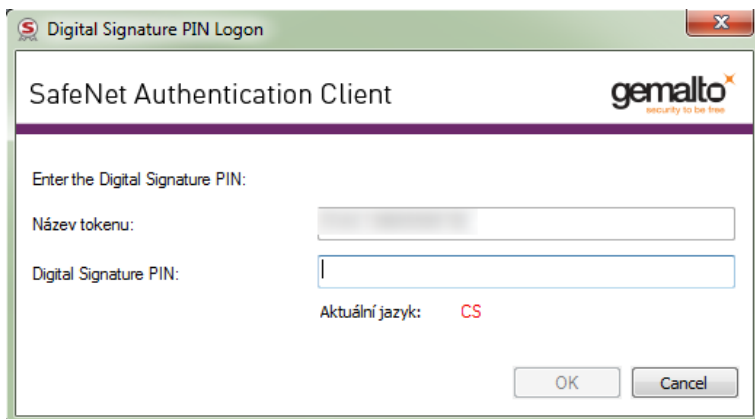 Digital Signature PIN Logon
SafeNet Authentication Client
gemalto
security to be free
Enter the Digital Signature PIN:
Název tokenu:
Digital Signature PIN:
Aktuální jazyk: CS
OK Cancel